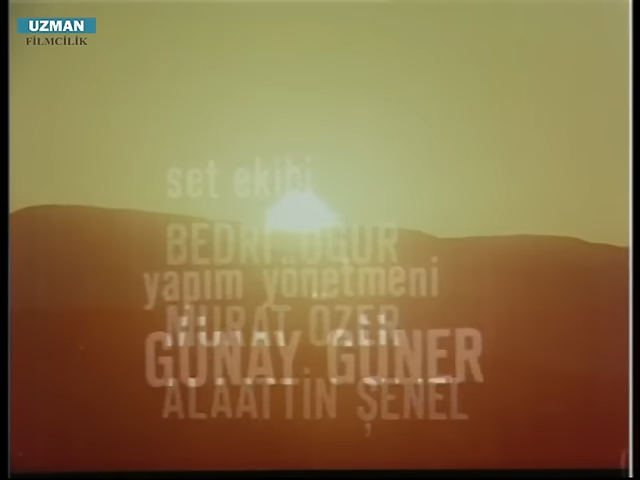 UZMAN
FİLMCİLİK
set ekibi
BEDRİ UĞUR
yapım yönetmeni
MURAT ÖZER
GÜNAY GÜNER
ALAATTİN ŞENEL